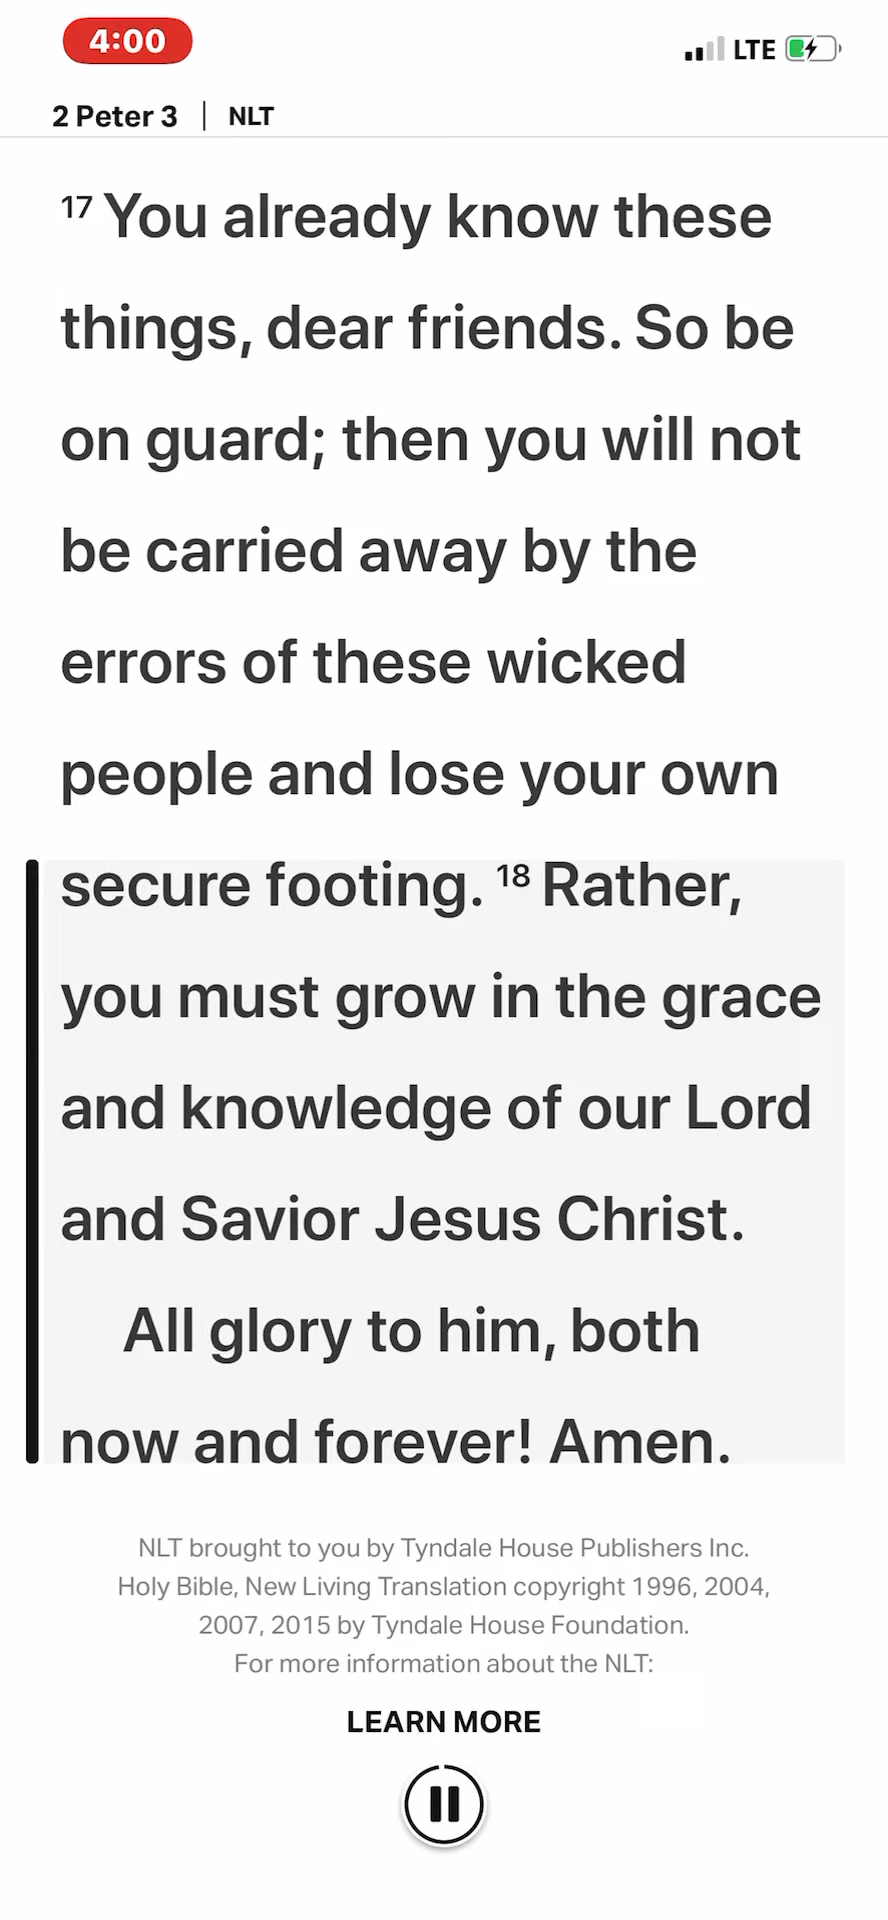 4:00 LTE
2 Peter 3 | NLT
17 You already know these
things, dear friends. So be
on guard; then you will not
be carried away by the
errors of these wicked
people and lose your own
secure footing. 18 Rather,
you must grow in the grace
and knowledge of our Lord
and Savior Jesus Christ.
All glory to him, both
now and forever! Amen.
NLT brought to you by Tyndale House Publishers Inc.
Holy Bible, New Living Translation copyright 1996, 2004,
2007, 2015 by Tyndale House Foundation.
For more information about the NLT:
LEARN MORE